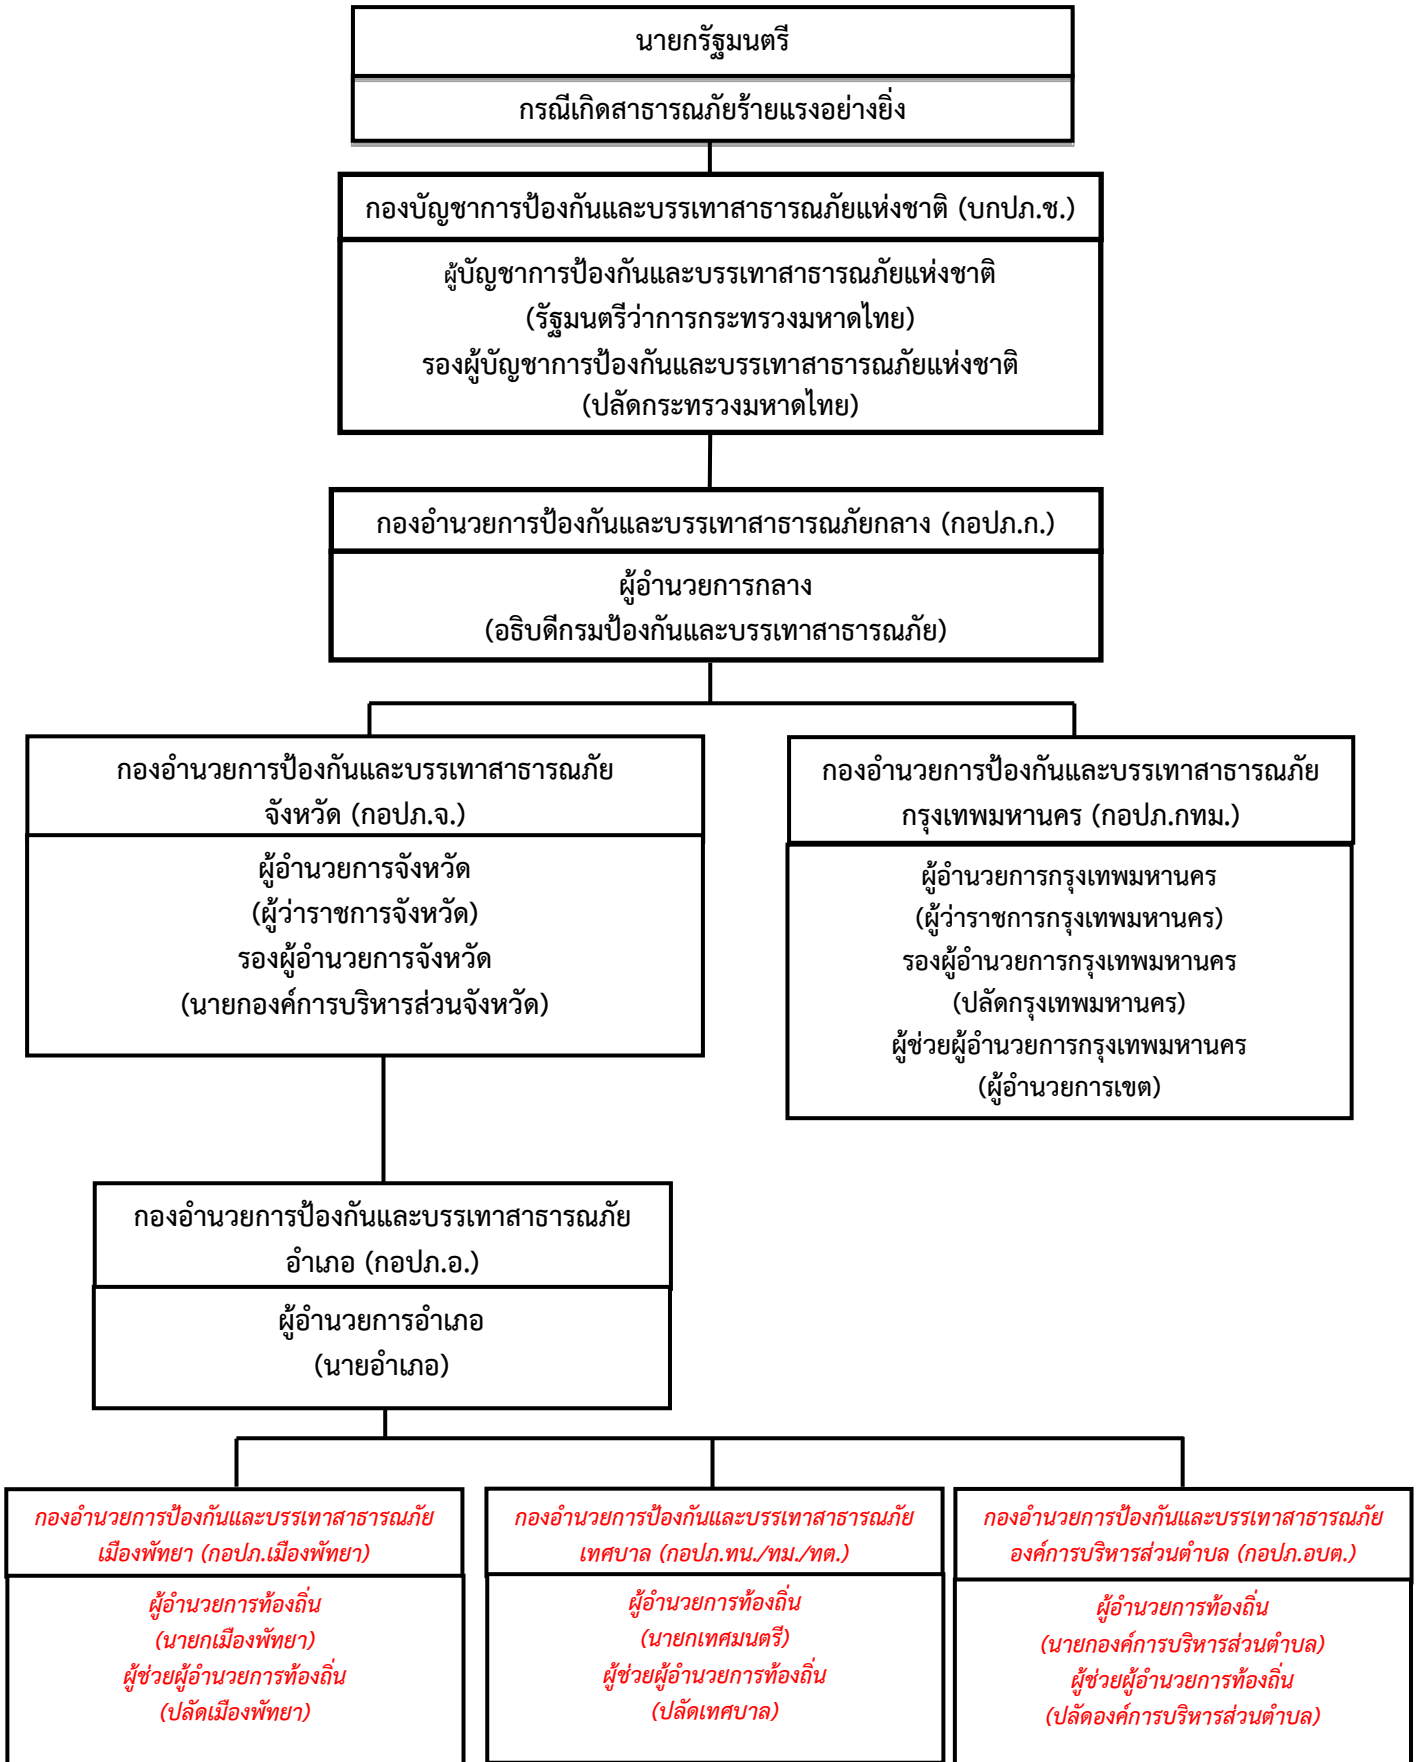 นายกรัฐมนตรี
กรณีเกิดสาธารณภัยร้ายแรงอย่างยิ่ง
กองบัญชาการป้องกันและบรรเทาสาธารณภัยแห่งชาติ (บกปภ.ช.)
ผู้บัญชาการป้องกันและบรรเทาสาธารณภัยแห่งชาติ
(รัฐมนตรีว่าการกระทรวงมหาดไทย)
รองผู้บัญชาการป้องกันและบรรเทาสาธารณภัยแห่งชาติ
(ปลัดกระทรวงมหาดไทย)
กองอำนวยการป้องกันและบรรเทาสาธารณภัยกลาง (กอปภ.ก.)
ผู้อำนวยการกลาง
(อธิบดีกรมป้องกันและบรรเทาสาธารณภัย)
กองอำนวยการป้องกันและบรรเทาสาธารณภัย
จังหวัด (กอปภ.จ.)
ผู้อำนวยการจังหวัด
(ผู้ว่าราชการจังหวัด)
รองผู้อำนวยการจังหวัด
(นายกองค์การบริหารส่วนจังหวัด)
กองอำนวยการป้องกันและบรรเทาสาธารณภัย
กรุงเทพมหานคร (กอปภ.กทม.)
ผู้อำนวยการกรุงเทพมหานคร
(ผู้ว่าราชการกรุงเทพมหานคร)
รองผู้อำนวยการกรุงเทพมหานคร
(ปลัดกรุงเทพมหานคร)
ผู้ช่วยผู้อำนวยการกรุงเทพมหานคร
(ผู้อำนวยการเขต)
กองอำนวยการป้องกันและบรรเทาสาธารณภัย
อำเภอ (กอปภ.อ.)
ผู้อำนวยการอำเภอ
(นายอำเภอ)
กองอำนวยการป้องกันและบรรเทาสาธารณภัย
เมืองพัทยา (กอปภ.เมืองพัทยา)
ผู้อำนวยการท้องถิ่น
(นายกเมืองพัทยา)
ผู้ช่วยผู้อำนวยการท้องถิ่น
(ปลัดเมืองพัทยา)
กองอำนวยการป้องกันและบรรเทาสาธารณภัย
เทศบาล (กอปภ.ทน./ทม./ทต.)
ผู้อำนวยการท้องถิ่น
(นายกเทศมนตรี)
ผู้ช่วยผู้อำนวยการท้องถิ่น
(ปลัดเทศบาล)
กองอำนวยการป้องกันและบรรเทาสาธารณภัย
องค์การบริหารส่วนตำบล (กอปภ.อบต.)
ผู้อำนวยการท้องถิ่น
(นายกองค์การบริหารส่วนตำบล)
ผู้ช่วยผู้อำนวยการท้องถิ่น
(ปลัดองค์การบริหารส่วนตำบล)